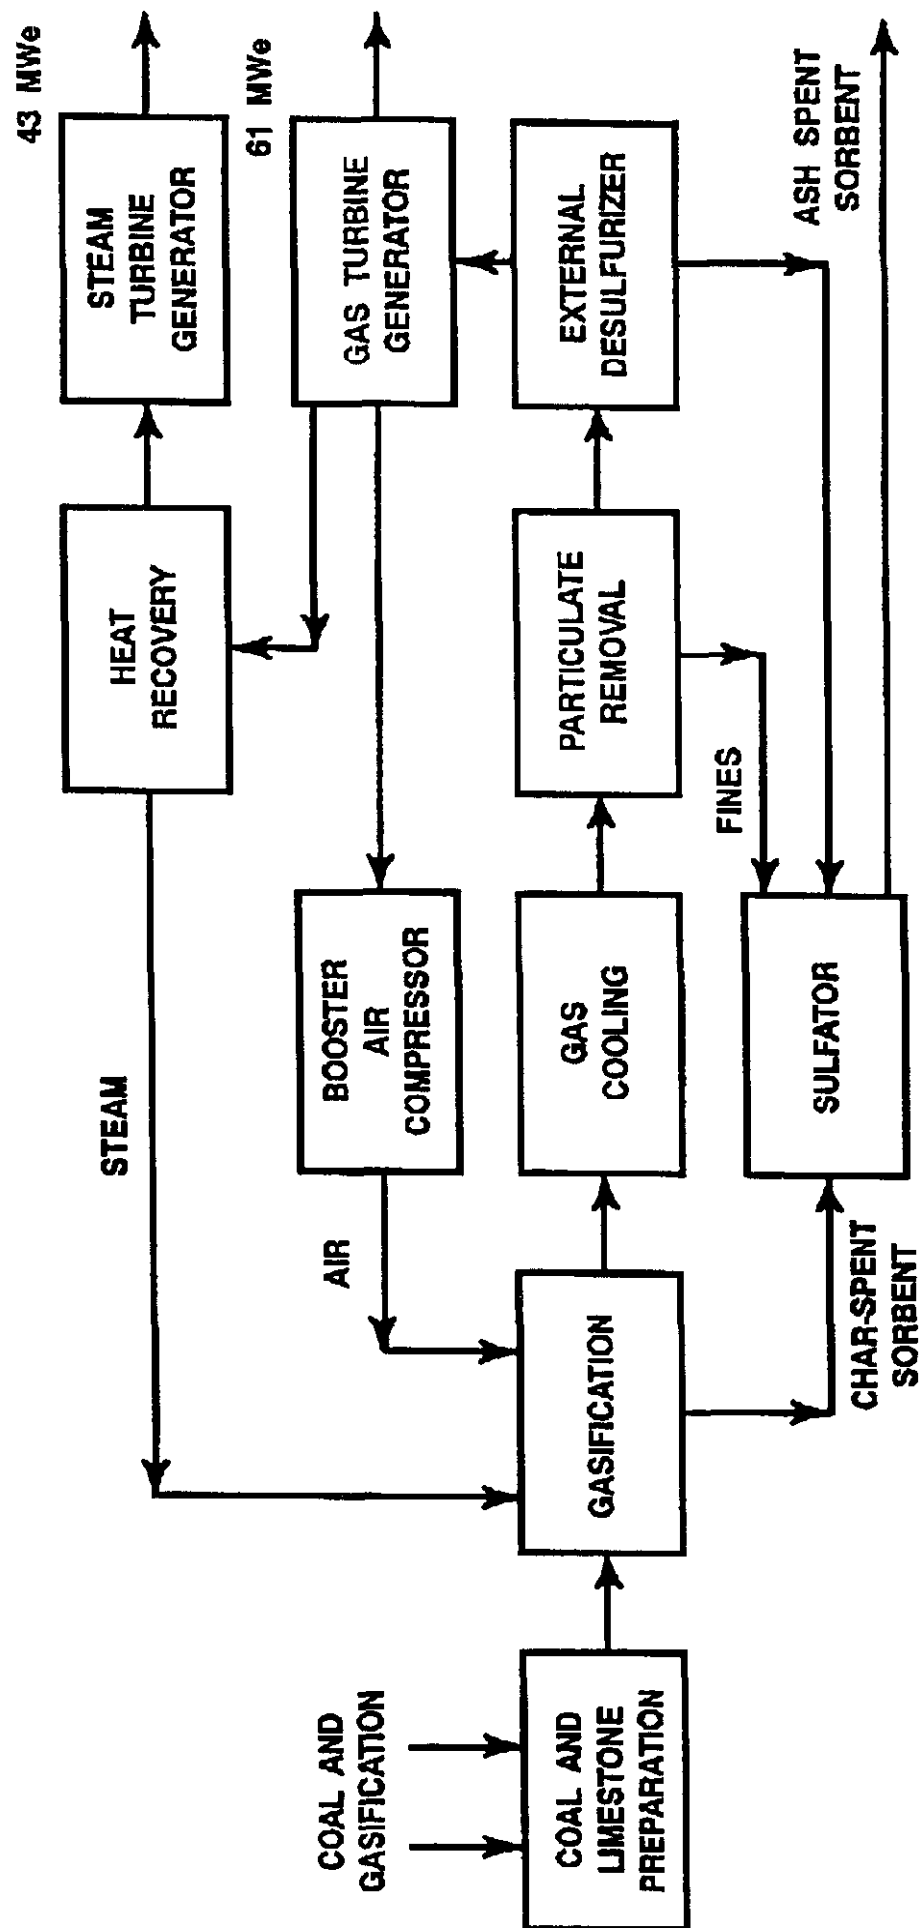 43 MWe
STEAM
TURBINE
GENERATOR
HEAT
RECOVERY
STEAM
61 MWe
GAS TURBINE
GENERATOR
BOOSTER
AIR
COMPRESSOR
AIR
COAL AND
GASIFICATION
COAL AND
LIMESTONE
PREPARATION
GASIFICATION
GAS
COOLING
PARTICULATE
REMOVAL
EXTERNAL
DESULFURIZER
FINES
SULFATOR
CHAR-SPENT
SORBENT
ASH SPENT
SORBENT